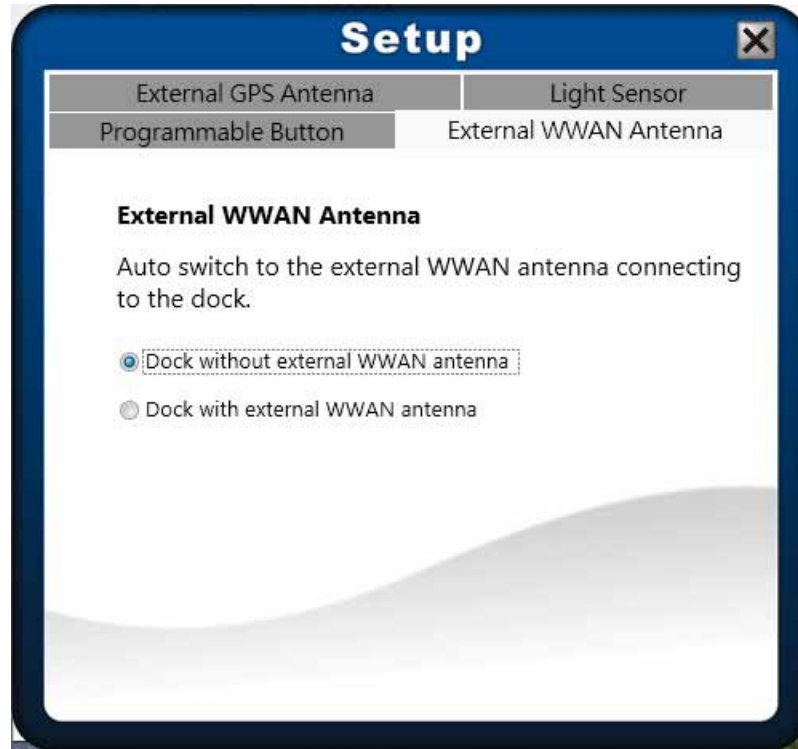 Setup
External GPS Antenna
Light Sensor
Programmable Button
External WWAN Antenna
External WWAN Antenna
Auto switch to the external WWAN antenna connecting
to the dock.
Dock without external WWAN antenna
Dock with external WWAN antenna